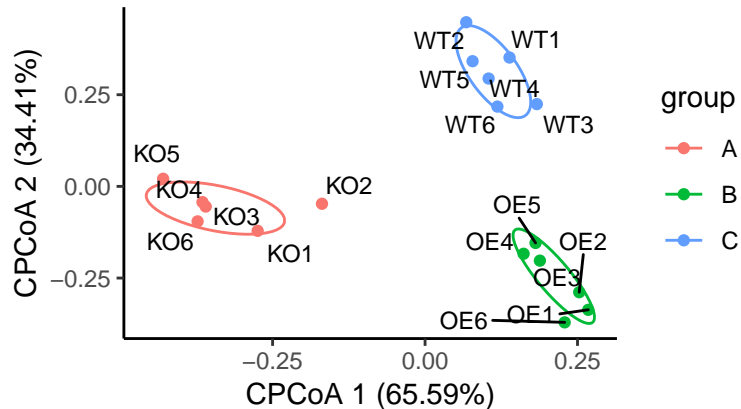 WT2
WT1
WT5
WT4
WT6
WT3
KO5
KO4
KO2
KO3
KO6
KO1
OE5
OE4
OE2
OE3
OE1
OE6
0.25
0.00
−0.25
CPCoA 2 (34.41%)
−0.25
0.00
0.25
CPCoA 1 (65.59%)
group
A
B
C